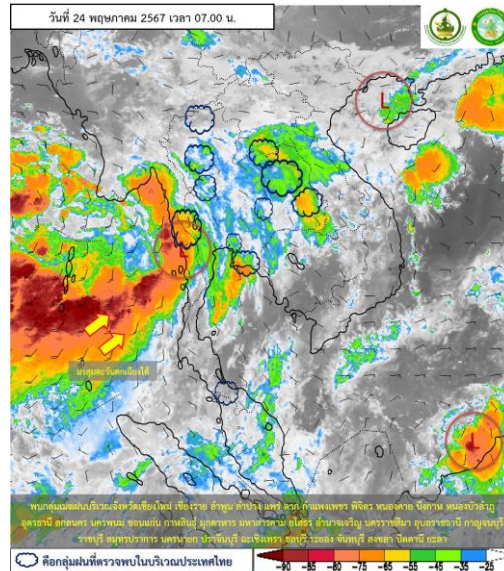 วันที่ 24 พฤษภาคม 2567 เวลา 07.00 น.
L
มรสุมตะวันตกเฉียงใต้
L
พบกลุ่มเมฆฝนบริเวณจังหวัดเชียงใหม่ เชียงราย ลำพูน ลำปาง แพร่ ตาก กำแพงเพชร พิจิตร หนองคาย บึงกาฬ หนองบัวลำภู
อุดรธานี สกลนคร นครพนม ขอนแก่น กาฬสินธุ์ มุกดาหาร มหาสารคาม ยโสธร อำนาจเจริญ นครราชสีมา อุบลราชธานี กาญจนบุรี
ราชบุรี สมุทรปราการ นครนายก ปราจีนบุรี ฉะเชิงเทรา ชลบุรี ระยอง จันทบุรี สงขลา ปัตตานี ยะลา
คือกลุ่มฝนที่ตรวจพบในบริเวณประเทศไทย
-90 -85 -80 -75 -70 -60 -50 -45 -40 -35 -30